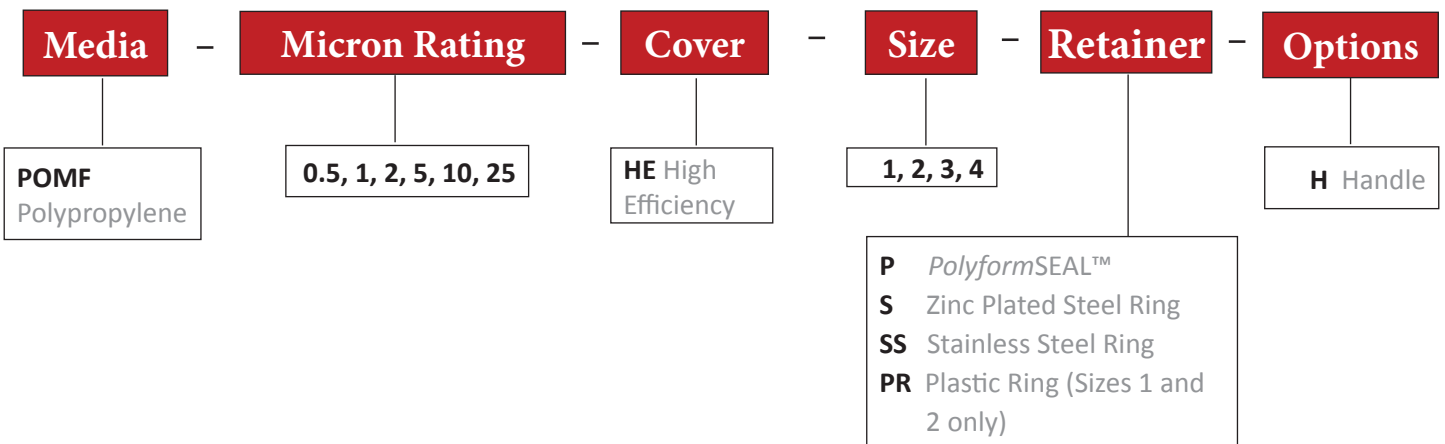 Media – Micron Rating – Cover – Size – Retainer – Options
POMF
Polypropylene
0.5, 1, 2, 5, 10, 25
HE High
Efficiency
1, 2, 3, 4
P PolyformSEAL™
S Zinc Plated Steel Ring
SS Stainless Steel Ring
PR Plastic Ring (Sizes 1 and
2 only)
H Handle